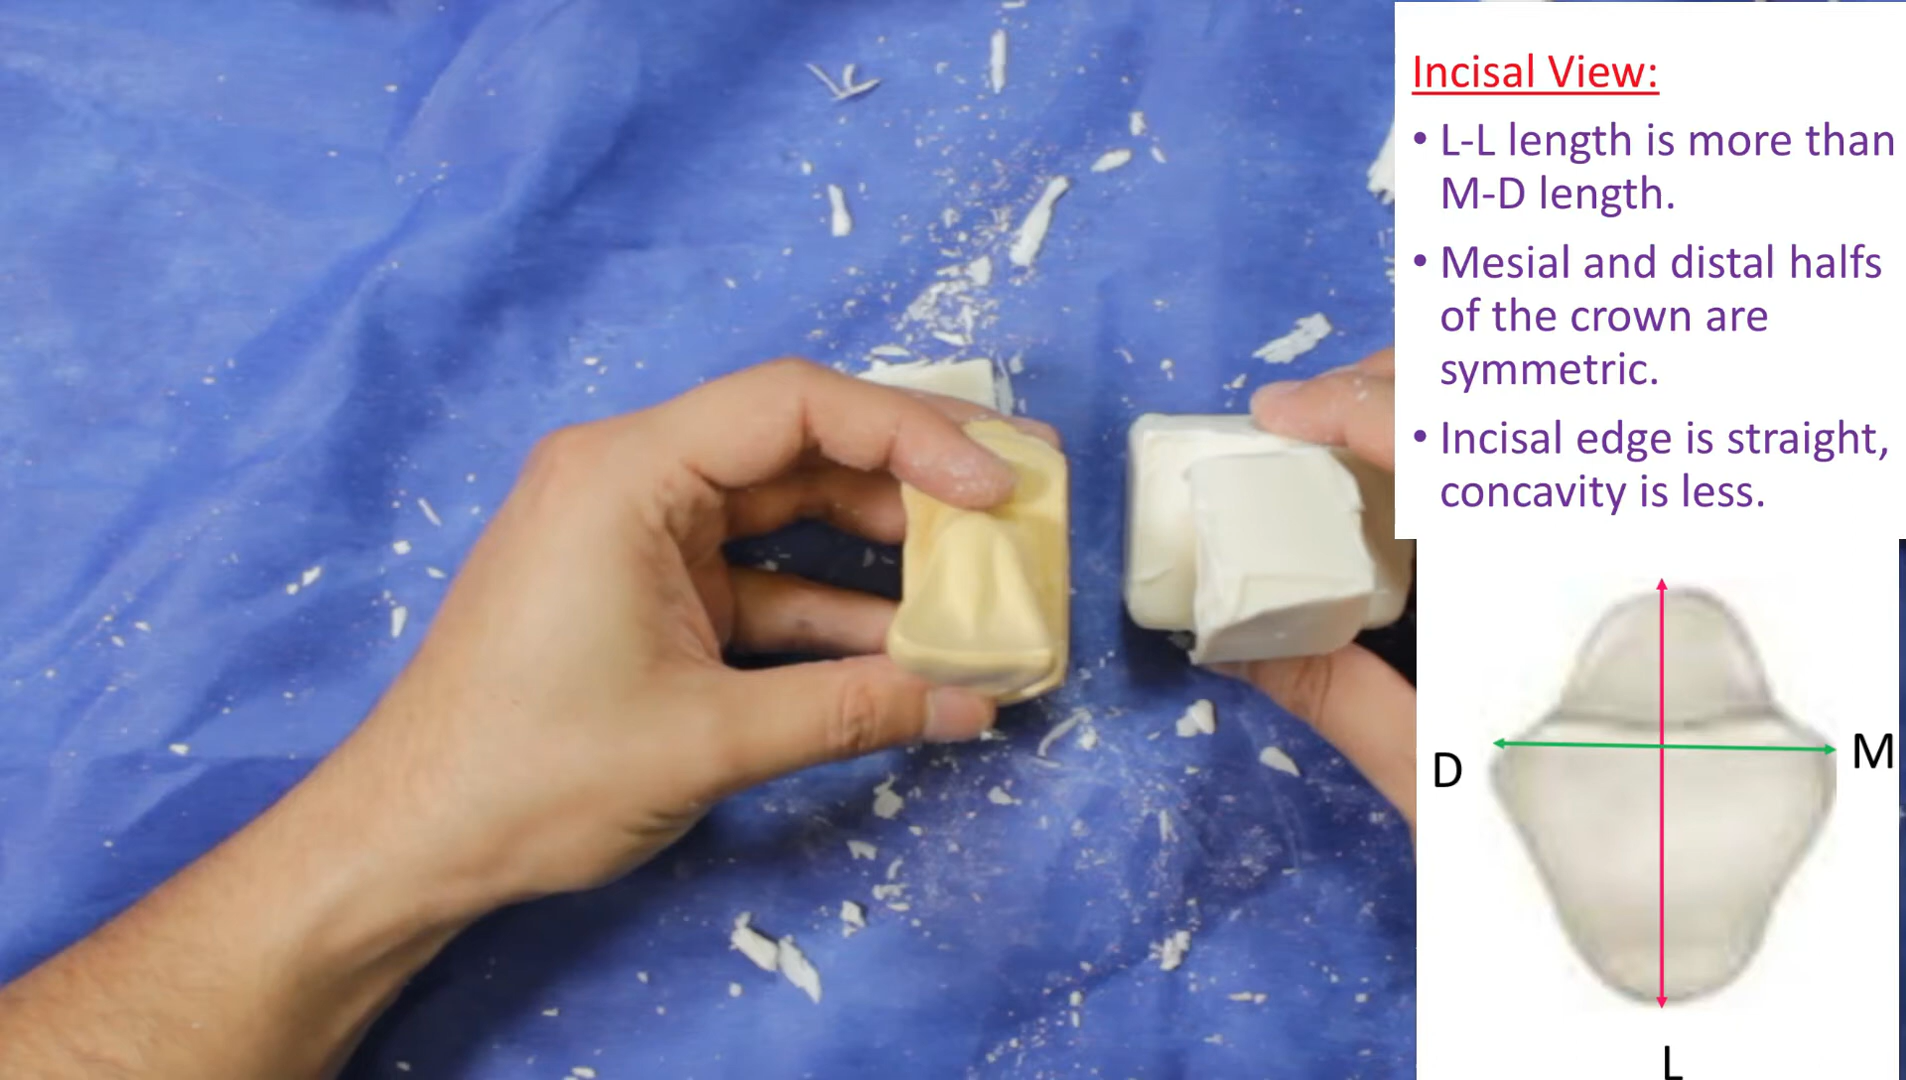 Incisal View:
• L-L length is more than
M-D length.
• Mesial and distal halfs
of the crown are
symmetric.
• Incisal edge is straight,
concavity is less.
D
M
L